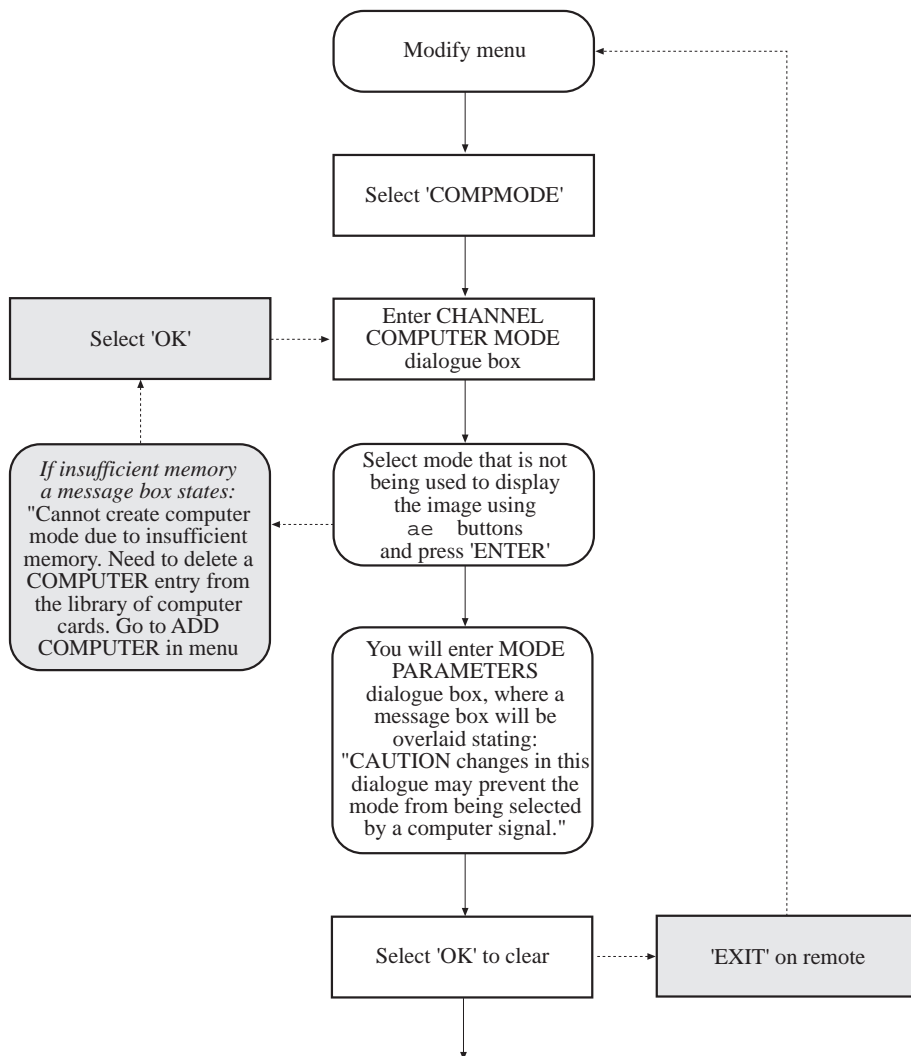 Modify menu
Select 'COMPMODE'
Enter CHANNEL
COMPUTER MODE
dialogue box
Select 'OK'
If insufficient memory
a message box states:
"Cannot create computer
mode due to insufficient
memory. Need to delete a
COMPUTER entry from
the library of computer
cards. Go to ADD
COMPUTER in menu
Select mode that is not
being used to display
the image using
ae buttons
and press 'ENTER'
You will enter MODE
PARAMETERS
dialogue box, where a
message box will be
overlaid stating:
"CAUTION changes in this
dialogue may prevent the
mode from being selected
by a computer signal."
Select 'OK' to clear
'EXIT' on remote